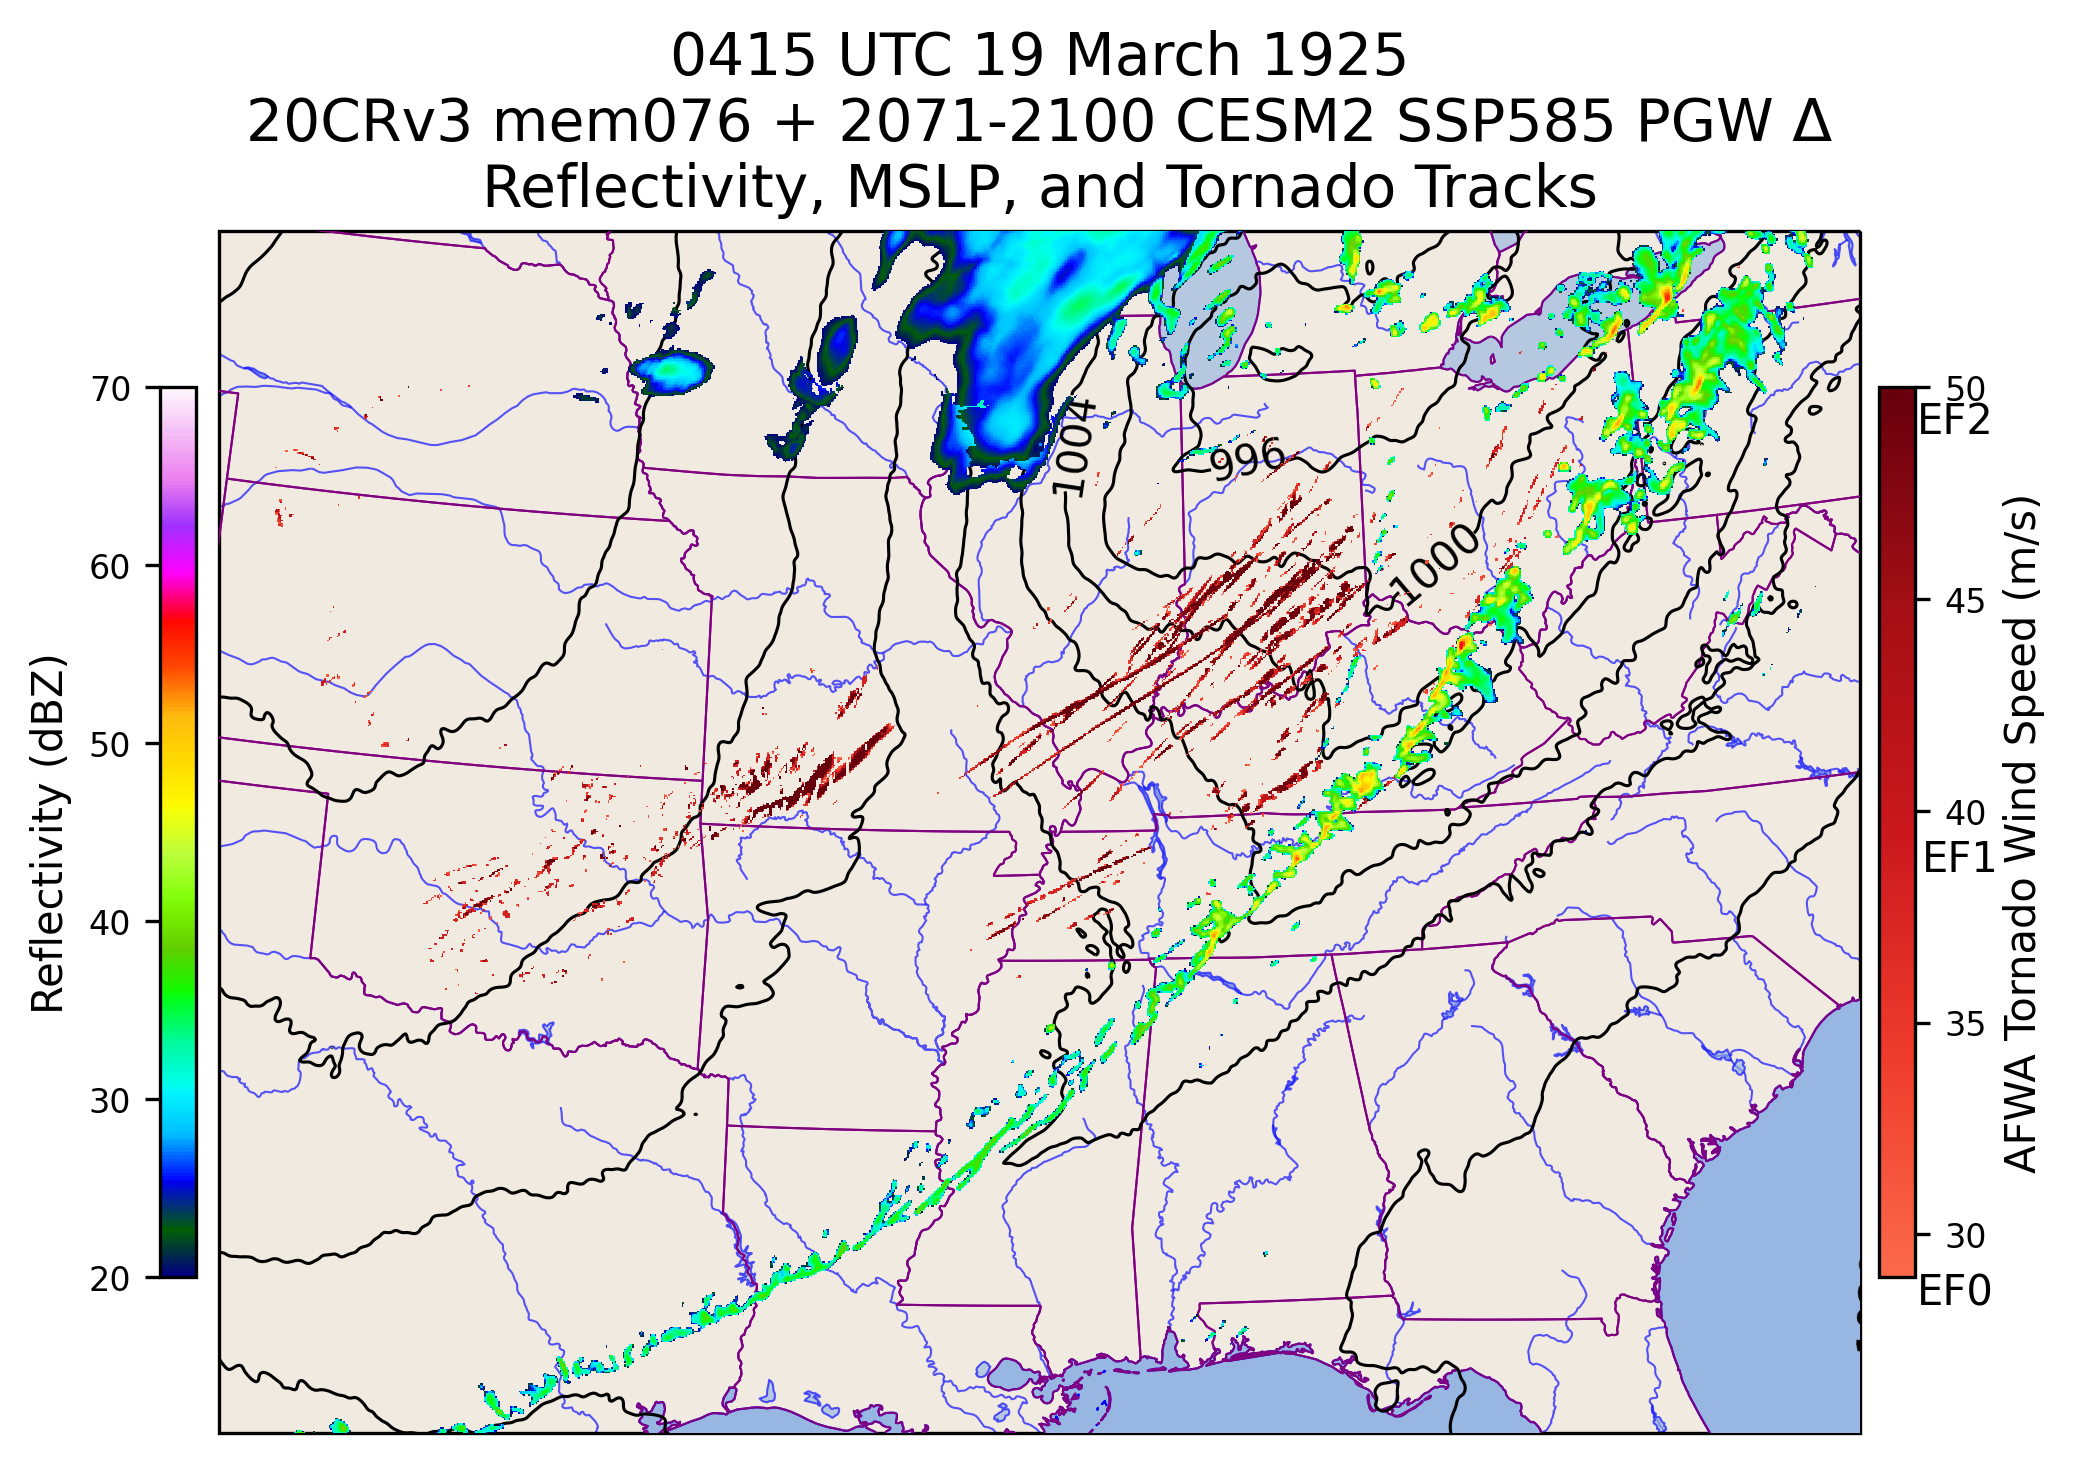 0415 UTC 19 March 1925
20CRv3 mem076 + 2071-2100 CESM2 SSP585 PGW Δ
Reflectivity, MSLP, and Tornado Tracks
Reflectivity (dBZ)
70
60
50
40
30
20
1004
996
1000
50
EF2
45
40
EF1
35
30
EF0
AFWA Tornado Wind Speed (m/s)